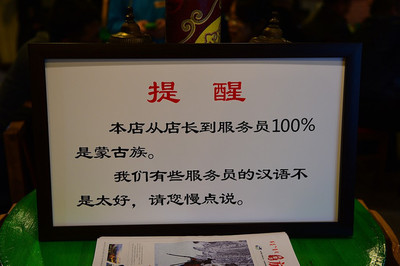 提 醒
本店从店长到服务员100%
是蒙古族。
我们有些服务员的汉语不
是太好，请您慢点说。